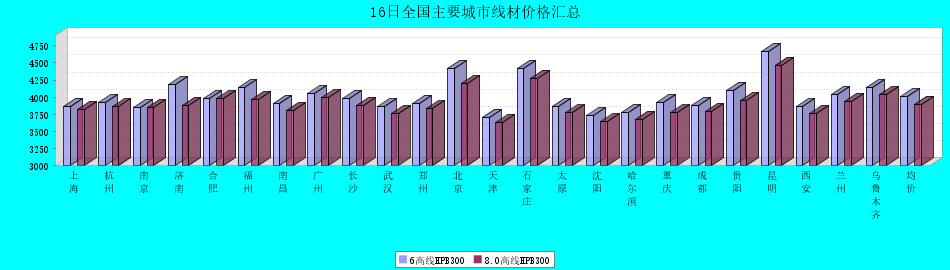 16日全国主要城市线材价格汇总
4750
4500
4250
4000
3750
3500
3250
3000
上海 杭州 南京 济南 合肥 福州 南昌 广州 长沙 武汉 郑州 北京 天津 石家庄 太原 沈阳 哈尔滨 重庆 成都 贵阳 昆明 西安 兰州 乌鲁木齐 均价
6高线HPB300 8.0高线HPB300